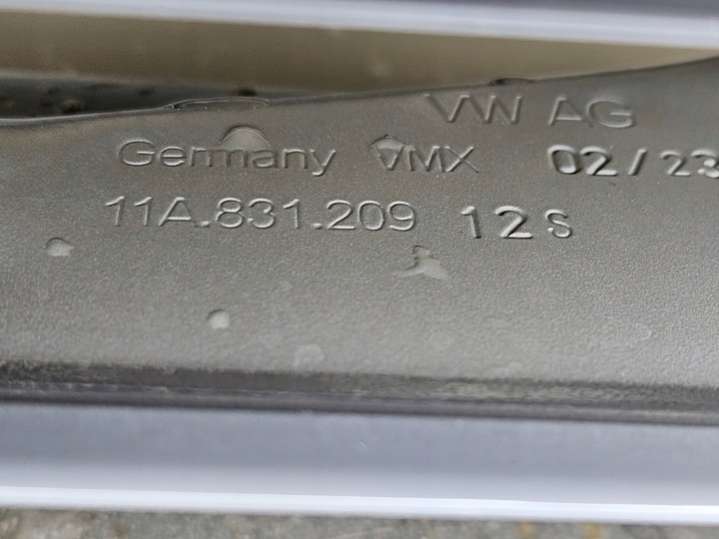 VW AG
Germany VMX 02/23
11A.831.209 12S